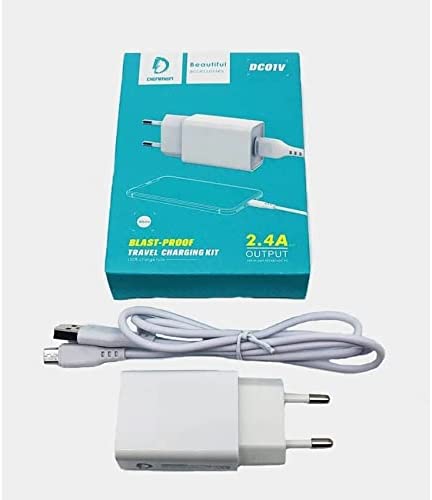 DENMEN
Beautiful
DC01V
BLAST-PROOF
TRAVEL CHARGING KIT
2.4A
OUTPUT